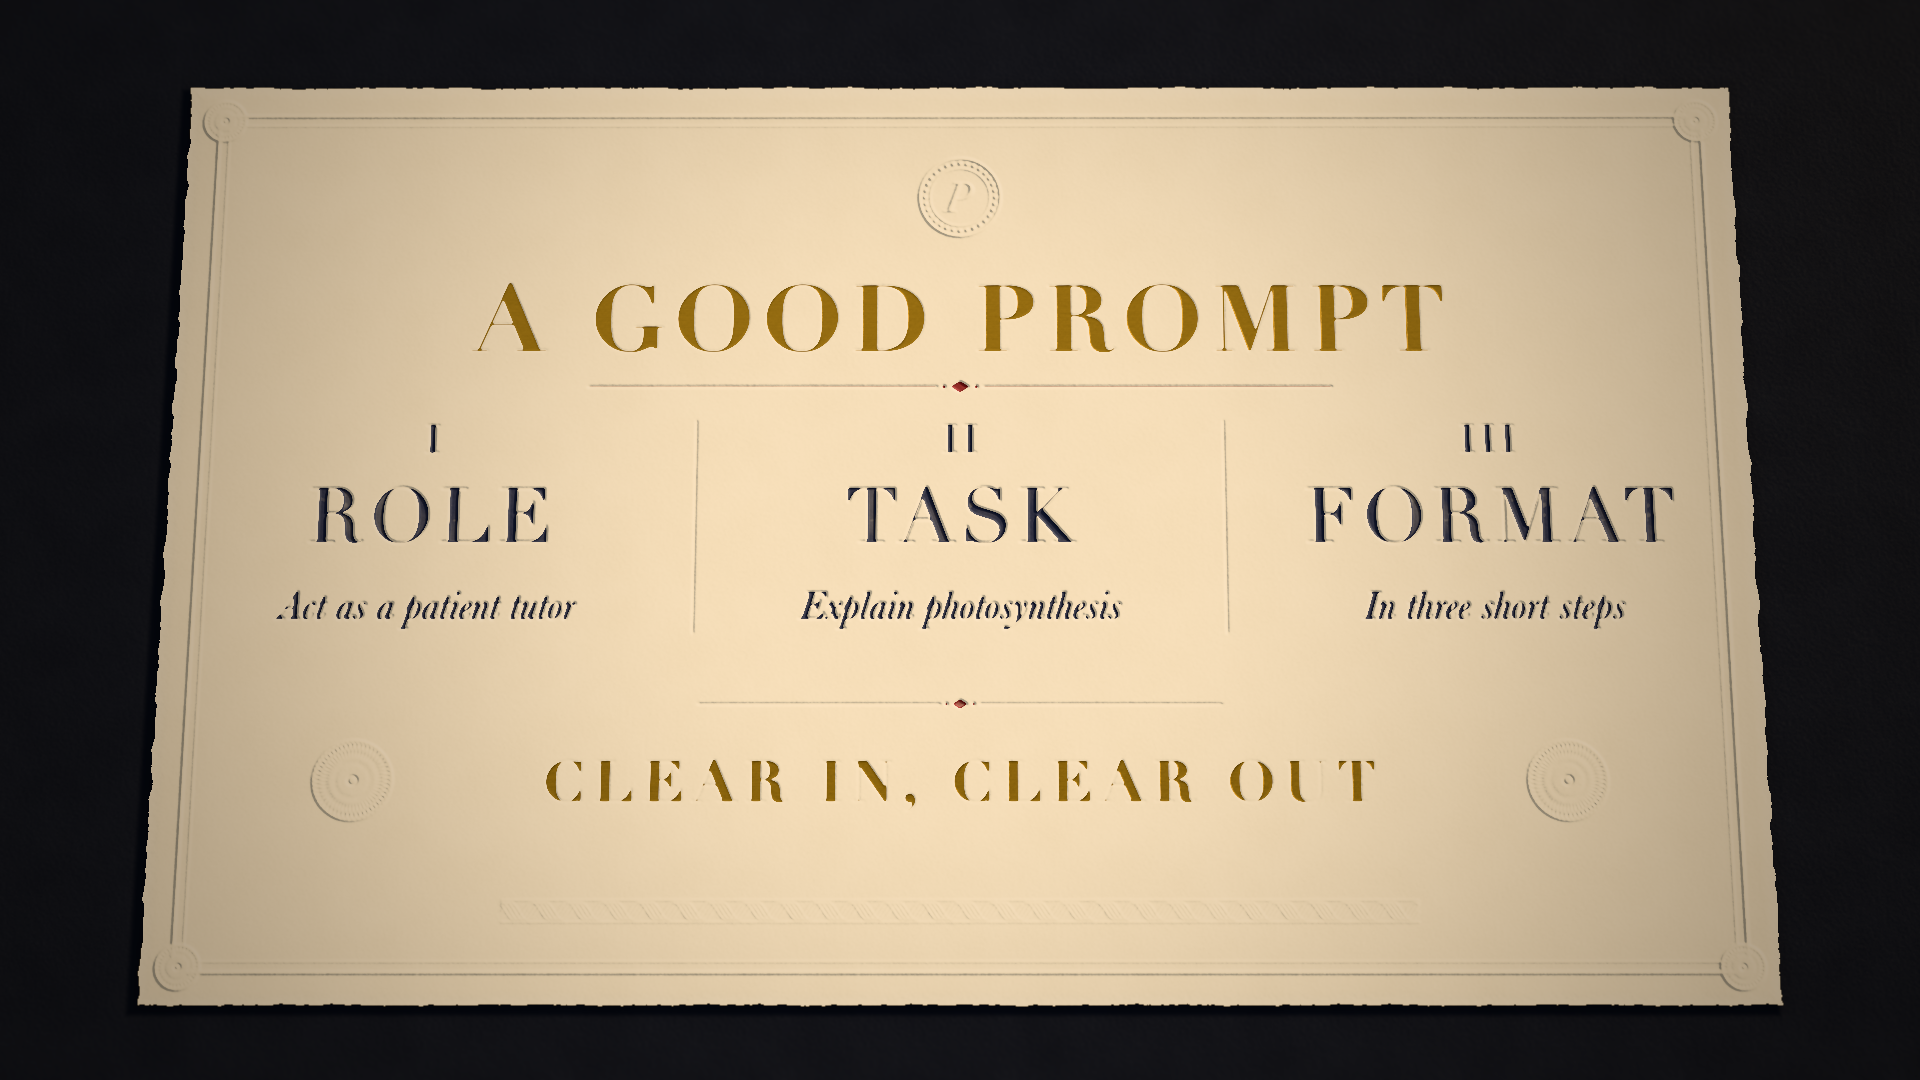 P
A GOOD PROMPT
I
ROLE
Act as a patient tutor
II
TASK
Explain photosynthesis
III
FORMAT
In three short steps
CLEAR IN, CLEAR OUT